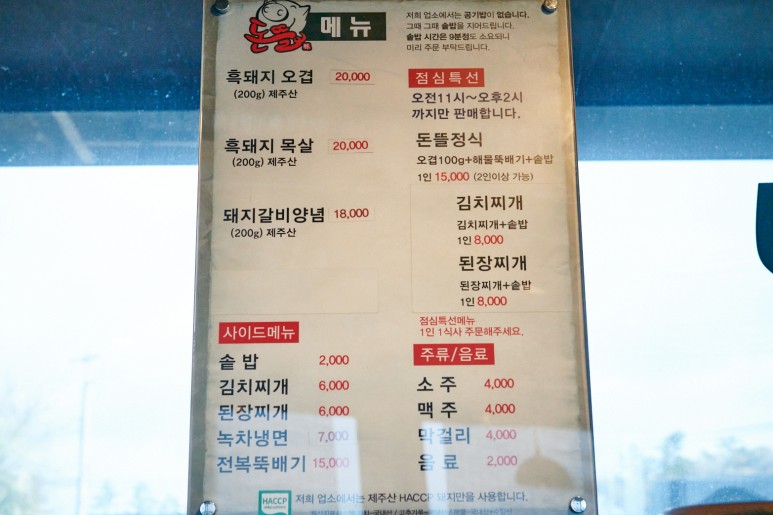 돈뜰
메뉴
저희 업소에서는 공기밥이 없습니다.
그때 그때 솥밥을 지어드립니다.
솥밥 시간은 9분정도 소요되니
미리 주문 부탁드립니다.
흑돼지 오겹 20,000
(200g) 제주산
흑돼지 목살 20,000
(200g) 제주산
돼지갈비양념 18,000
(200g) 제주산
점심특선
오전11시~오후2시
까지만 판매합니다.
돈뜰정식
오겹100g+해물뚝배기+솥밥
1인 15,000 (2인이상 가능)
김치찌개
김치찌개+솥밥
1인 8,000
된장찌개
된장찌개+솥밥
1인 8,000
점심특선메뉴
1인 1식사 주문해주세요.
사이드메뉴
솥 밥 2,000
김치찌개 6,000
된장찌개 6,000
녹차냉면 7,000
전복뚝배기 15,000
주류/음료
소 주 4,000
맥 주 4,000
막걸리 4,000
음 료 2,000
HACCP
저희 업소에서는 제주산 HACCP 돼지만을 사용합니다.